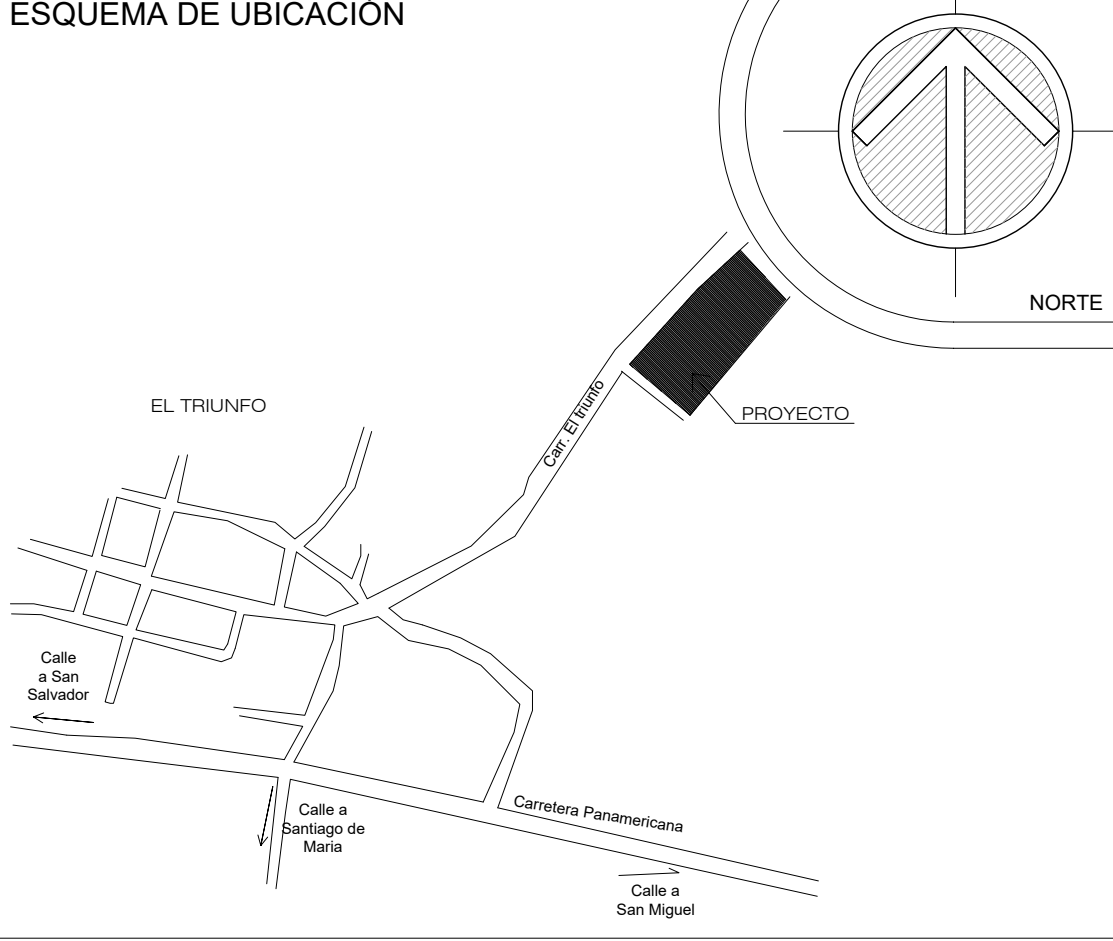 ESQUEMA DE UBICACIÓN
NORTE
EL TRIUNFO
PROYECTO
Carr. El triunfo
Calle
a San
Salvador
Calle a
Santiago de
Maria
Carretera Panamericana
Calle a
San Miguel